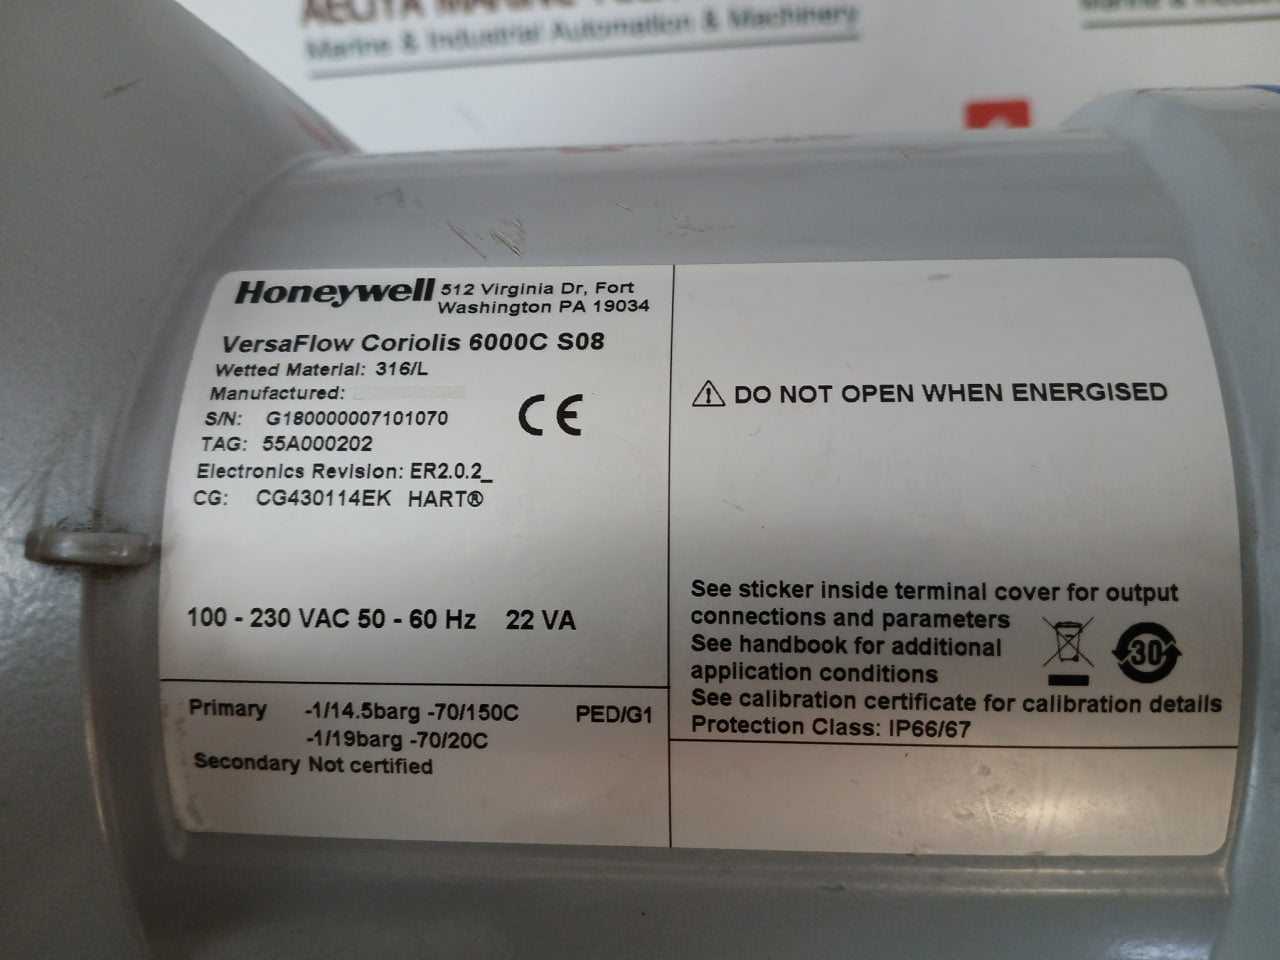 Marine & Industrial Automation & Machinery
Honeywell 512 Virginia Dr, Fort
Washington PA 19034
VersaFlow Coriolis 6000C S08
Wetted Material: 316/L
Manufactured:
S/N: G180000007101070
TAG: 55A000202
Electronics Revision: ER2.0.2_
CG: CG430114EK HART®
CE
100 - 230 VAC 50 - 60 Hz 22 VA
Primary -1/14.5barg -70/150C PED/G1
-1/19barg -70/20C
Secondary Not certified
DO NOT OPEN WHEN ENERGISED
See sticker inside terminal cover for output
connections and parameters
See handbook for additional
application conditions
30
See calibration certificate for calibration details
Protection Class: IP66/67